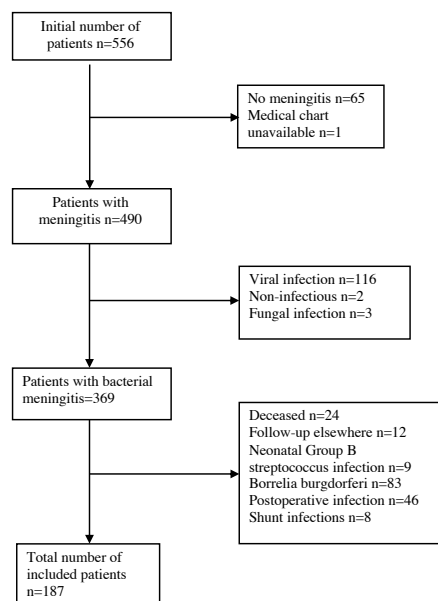 Initial number of
patients n=556
No meningitis n=65
Medical chart
unavailable n=1
Patients with
meningitis n=490
Viral infection n=116
Non-infectious n=2
Fungal infection n=3
Patients with bacterial
meningitis=369
Deceased n=24
Follow-up elsewhere n=12
Neonatal Group B
streptococcus infection n=9
Borrelia burgdorferi n=83
Postoperative infection n=46
Shunt infections n=8
Total number of
included patients
n=187